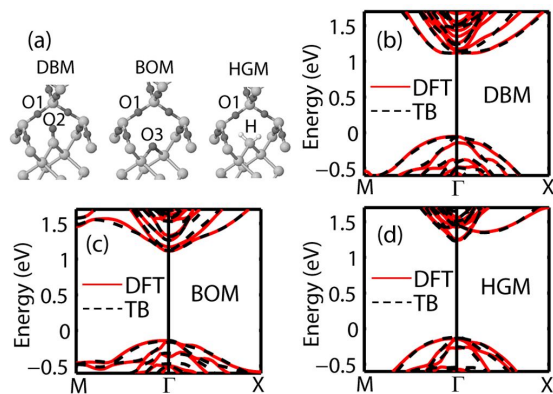 (a)
DBM BOM HGM
O1 O1 O1
O2 O3 H
(b)
Energy (eV)
1.5
1
0.5
0
−0.5
DFT
TB
DBM
M Γ X
(c)
Energy (eV)
1.5
1
0.5
0
−0.5
DFT
TB
BOM
M Γ X
(d)
Energy (eV)
1.5
1
0.5
0
−0.5
DFT
TB
HGM
M Γ X